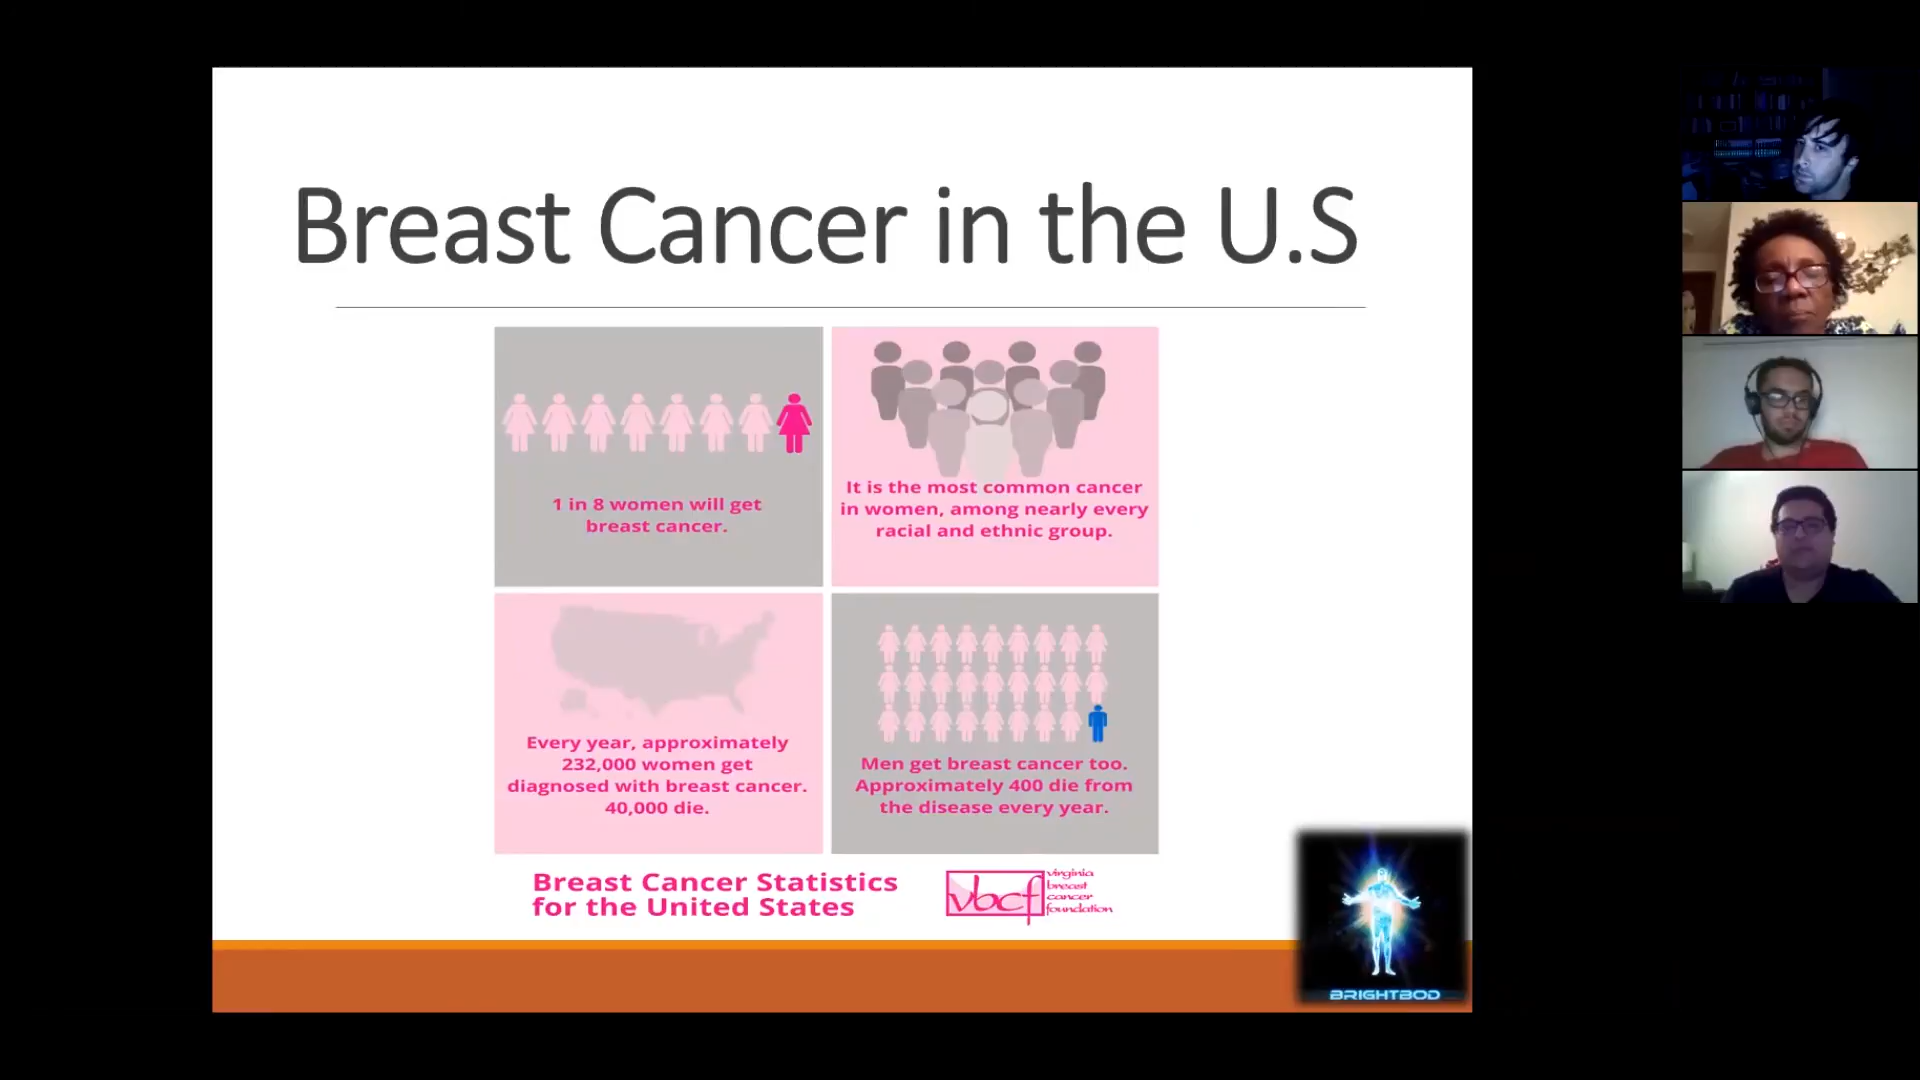 Breast Cancer in the U.S
1 in 8 women will get
breast cancer.
It is the most common cancer
in women, among nearly every
racial and ethnic group.
Every year, approximately
232,000 women get
diagnosed with breast cancer.
40,000 die.
Men get breast cancer too.
Approximately 400 die from
the disease every year.
Breast Cancer Statistics
for the United States
vbcf
virginia
breast
cancer
foundation
BRIGHTBOD